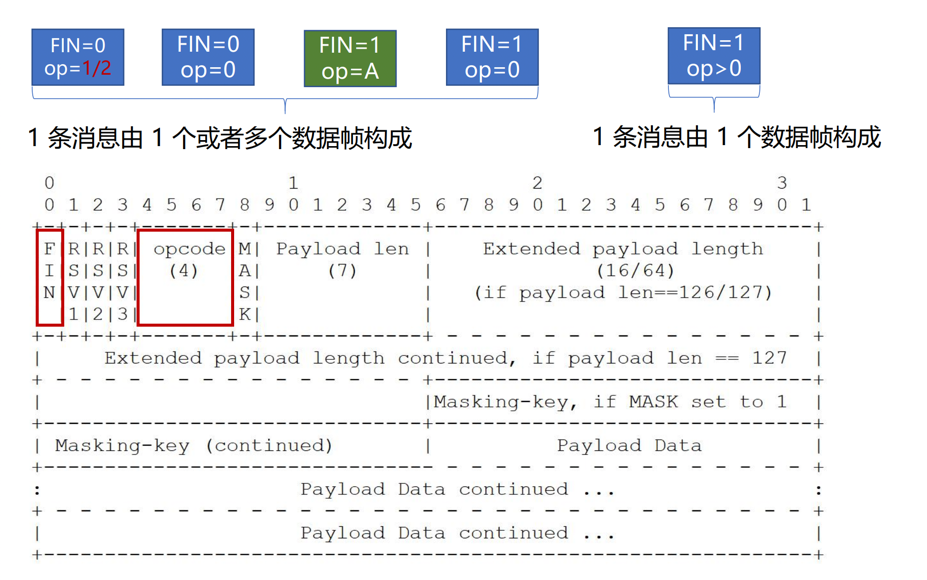 FIN=0 FIN=0 FIN=1 FIN=1 FIN=1
op=1/2 op=0 op=A op=0 op>0
1 条消息由 1 个或者多个数据帧构成 1 条消息由 1 个数据帧构成
0                   1                   2                   3
0 1 2 3 4 5 6 7 8 9 0 1 2 3 4 5 6 7 8 9 0 1 2 3 4 5 6 7 8 9 0 1
+-+-+-+-+-------+-+-------------+-------------------------------+
F|R|R|R| opcode|M| Payload len |    Extended payload length    |
I|S|S|S|  (4)  |A|     (7)     |            (16/64)            |
N|V|V|V|       |S|             |   (if payload len==126/127)   |
|1|2|3|       |K|             |                               |
+-+-+-+-+-------+-+-------------+ - - - - - - - - - - - - - - - +
|     Extended payload length continued, if payload len == 127  |
+ - - - - - - - - - - - - - - - +-------------------------------+
|                               |Masking-key, if MASK set to 1  |
+-------------------------------+-------------------------------+
| Masking-key (continued)       |          Payload Data         |
+-------------------------------- - - - - - - - - - - - - - - - +
:                     Payload Data continued ...                :
+ - - - - - - - - - - - - - - - - - - - - - - - - - - - - - - - +
|                     Payload Data continued ...                |
+---------------------------------------------------------------+